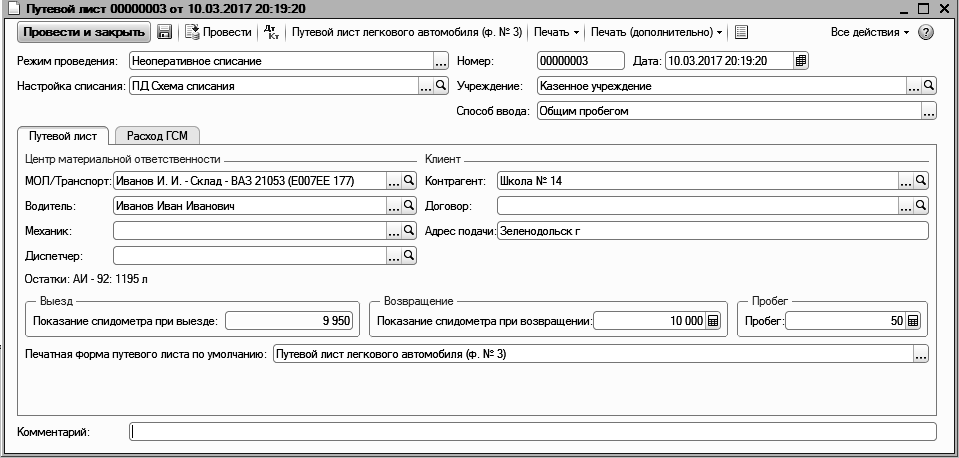 Путевой лист 00000003 от 10.03.2017 20:19:20
Провести и закрыть Провести Дт Кт Путевой лист легкового автомобиля (ф. № 3) Печать Печать (дополнительно) Все действия ?
Режим проведения: Неоперативное списание ... Номер: 00000003 Дата: 10.03.2017 20:19:20
Настройка списания: ПД Схема списания ... Учреждение: Казенное учреждение ...
Способ ввода: Общим пробегом ...
Путевой лист Расход ГСМ
Центр материальной ответственности Клиент
МОЛ/Транспорт: Иванов И. И. - Склад - ВАЗ 21053 (Е007ЕЕ 177) ... Контрагент: Школа № 14 ...
Водитель: Иванов Иван Иванович ... Договор: ...
Механик: ... Адрес подачи: Зеленодольск г
Диспетчер: ...
Остатки: АИ - 92: 1195 л
Выезд Возвращение Пробег
Показание спидометра при выезде: 9 950 Показание спидометра при возвращении: 10 000 Пробег: 50
Печатная форма путевого листа по умолчанию: Путевой лист легкового автомобиля (ф. № 3) ...
Комментарий: